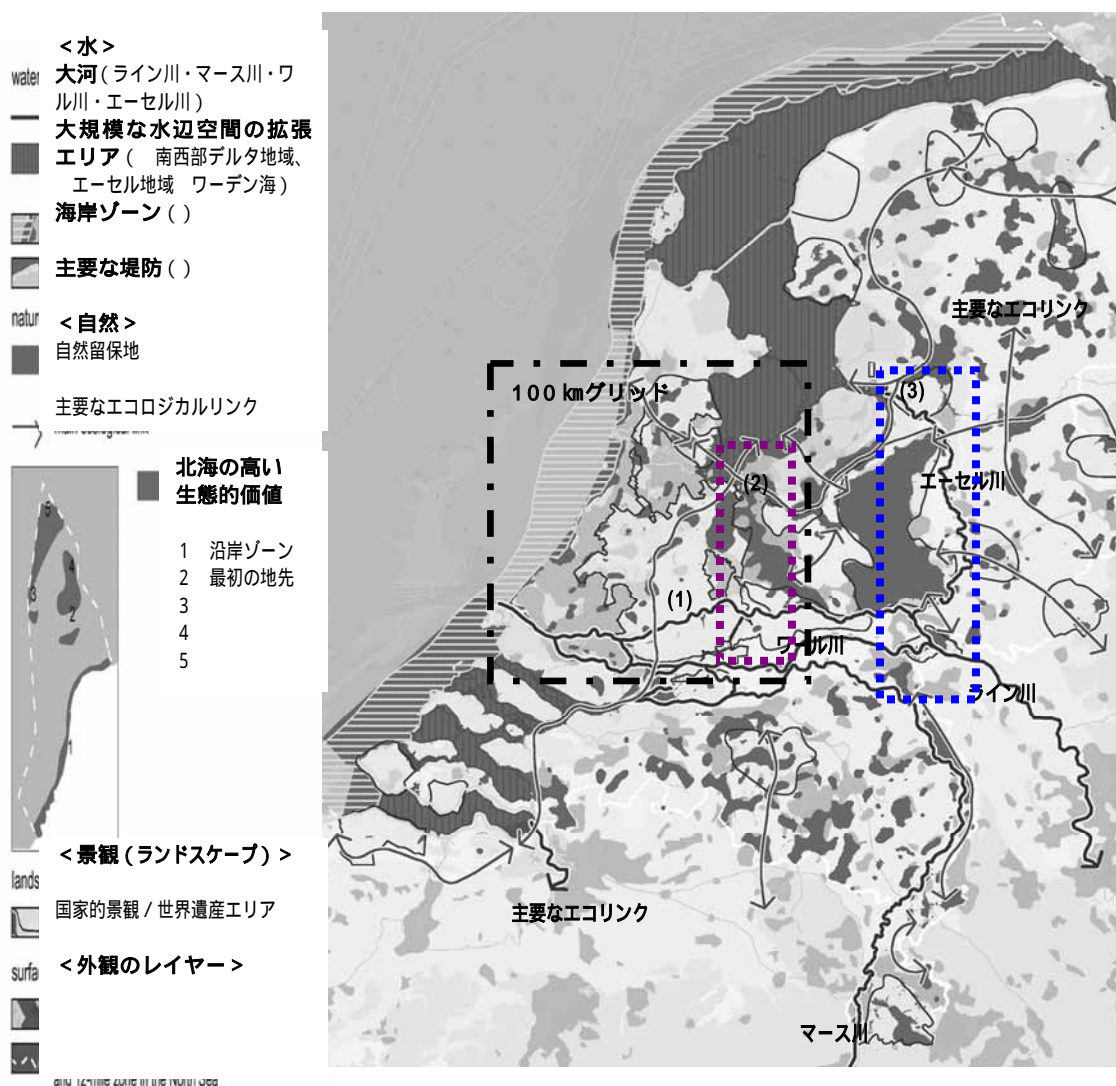 <水>
water
大河(ライン川・マース川・ワ
ル川・エーセル川)
大規模な水辺空間の拡張
エリア( 南西部デルタ地域、
エーセル地域 ワーデン海)
海岸ゾーン( )
主要な堤防( )
natur
<自然>
自然留保地
主要なエコロジカルリンク
main ecological link
北海の高い
生態的価値
1 沿岸ゾーン
2 最初の地先
3
4
5
5
4
3
2
1
<景観(ランドスケープ)>
lands
国家的景観/世界遺産エリア
<外観のレイヤー>
surfa
and 12-mile zone in the North Sea
主要なエコリンク
100kmグリッド
(3)
(2)
エーセル川
(1)
ワール川
ライン川
主要なエコリンク
マース川